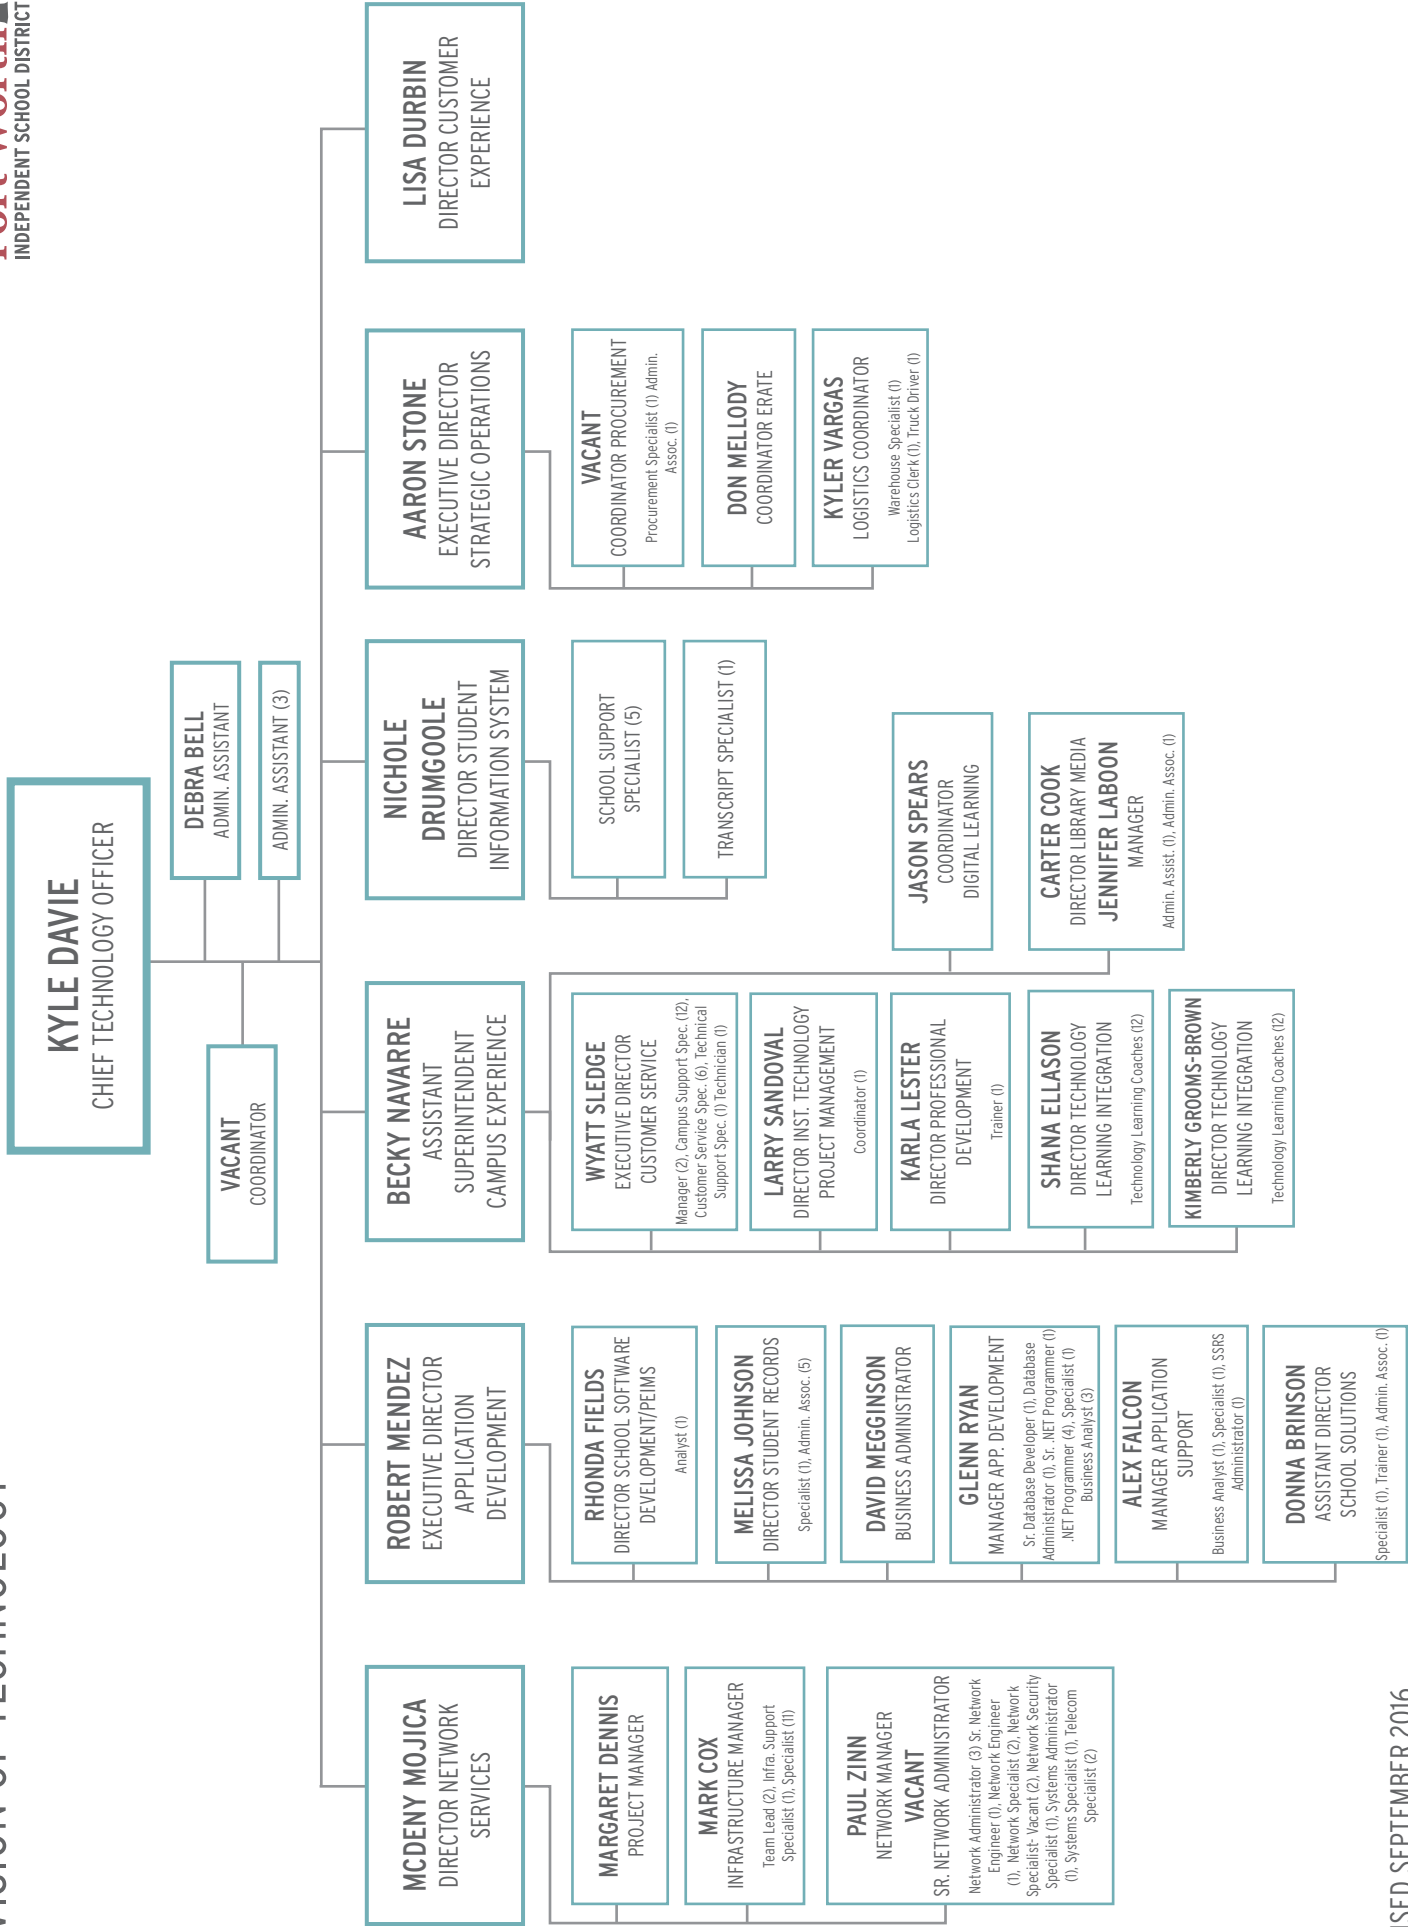 INDEPENDENT SCHOOL DISTRICT
KYLE DAVIE
CHIEF TECHNOLOGY OFFICER
VACANT
COORDINATOR
DEBRA BELL
ADMIN. ASSISTANT
ADMIN. ASSISTANT (3)
MCDENY MOJICA
DIRECTOR NETWORK
SERVICES
MARGARET DENNIS
PROJECT MANAGER
MARK COX
INFRASTRUCTURE MANAGER
Team Lead (2), Infra. Support
Specialist (1), Specialist (11)
PAUL ZINN
NETWORK MANAGER
VACANT
SR. NETWORK ADMINISTRATOR
Network Administrator (3) Sr. Network
Engineer (1), Network Engineer
(1), Network Specialist (2), Network
Specialist- Vacant (2), Network Security
Specialist (1), Systems Administrator
(1), Systems Specialist (1), Telecom
Specialist (2)
ROBERT MENDEZ
EXECUTIVE DIRECTOR
APPLICATION
DEVELOPMENT
RHONDA FIELDS
DIRECTOR SCHOOL SOFTWARE
DEVELOPMENT/PEIMS
Analyst (1)
MELISSA JOHNSON
DIRECTOR STUDENT RECORDS
Specialist (1), Admin. Assoc. (5)
DAVID MEGGINSON
BUSINESS ADMINISTRATOR
GLENN RYAN
MANAGER APP. DEVELOPMENT
Sr. Database Developer (1), Database
Administrator (1), Sr. .NET Programmer (1)
.NET Programmer (4), Specialist (1)
Business Analyst (3)
ALEX FALCON
MANAGER APPLICATION
SUPPORT
Business Analyst (1), Specialist (1), SSRS
Administrator (1)
DONNA BRINSON
ASSISTANT DIRECTOR
SCHOOL SOLUTIONS
Specialist (1), Trainer (1), Admin. Assoc. (1)
BECKY NAVARRE
ASSISTANT
SUPERINTENDENT
CAMPUS EXPERIENCE
WYATT SLEDGE
EXECUTIVE DIRECTOR
CUSTOMER SERVICE
Manager (2), Campus Support Spec. (12),
Customer Service Spec. (6), Technical
Support Spec. (1) Technician (1)
LARRY SANDOVAL
DIRECTOR INST. TECHNOLOGY
PROJECT MANAGEMENT
Coordinator (1)
KARLA LESTER
DIRECTOR PROFESSIONAL
DEVELOPMENT
Trainer (1)
SHANA ELLASON
DIRECTOR TECHNOLOGY
LEARNING INTEGRATION
Technology Learning Coaches (12)
KIMBERLY GROOMS-BROWN
DIRECTOR TECHNOLOGY
LEARNING INTEGRATION
Technology Learning Coaches (12)
JASON SPEARS
COORDINATOR
DIGITAL LEARNING
CARTER COOK
DIRECTOR LIBRARY MEDIA
JENNIFER LABOON
MANAGER
Admin. Assist. (1), Admin. Assoc. (1)
NICHOLE
DRUMGOOLE
DIRECTOR STUDENT
INFORMATION SYSTEM
SCHOOL SUPPORT
SPECIALIST (5)
TRANSCRIPT SPECIALIST (1)
AARON STONE
EXECUTIVE DIRECTOR
STRATEGIC OPERATIONS
VACANT
COORDINATOR PROCUREMENT
Procurement Specialist (1) Admin.
Assoc. (1)
DON MELLODY
COORDINATOR ERATE
KYLER VARGAS
LOGISTICS COORDINATOR
Warehouse Specialist (1)
Logistics Clerk (1), Truck Driver (1)
LISA DURBIN
DIRECTOR CUSTOMER
EXPERIENCE
SEPTEMBER 2016